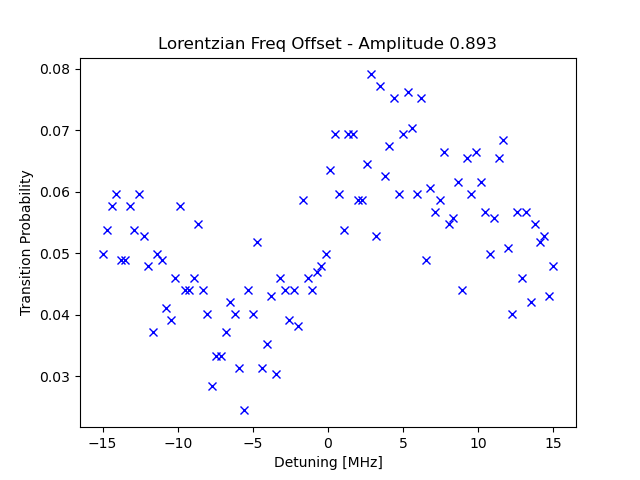 Lorentzian Freq Offset - Amplitude 0.893
0.08
0.07
0.06
0.05
0.04
0.03
Transition Probability
−15 −10 −5 0 5 10 15
Detuning [MHz]